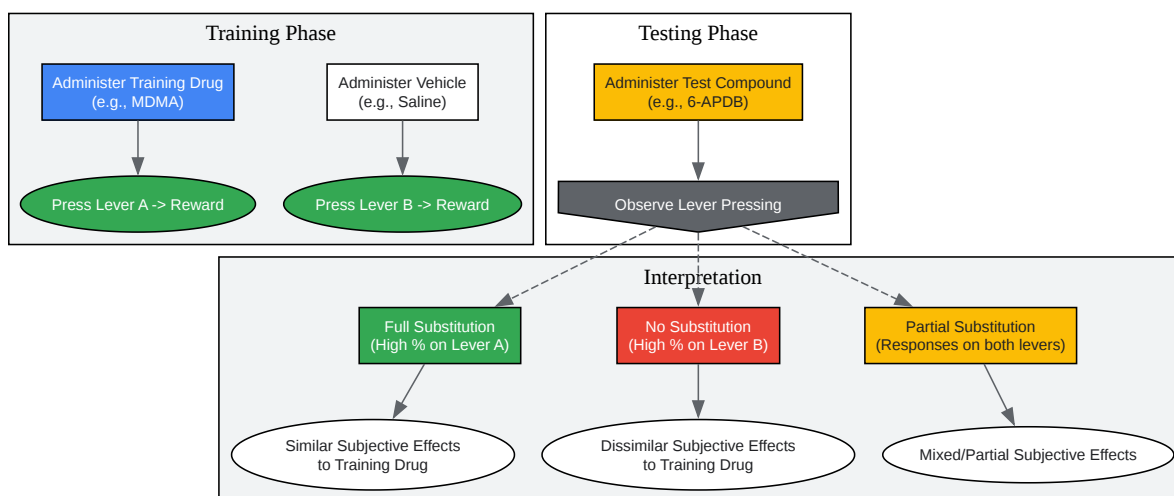 Training Phase
Testing Phase
Administer Training Drug
(e.g., MDMA)
Administer Vehicle
(e.g., Saline)
Administer Test Compound
(e.g., 6-APDB)
Press Lever A -> Reward
Press Lever B -> Reward
Observe Lever Pressing
Interpretation
Full Substitution
(High % on Lever A)
No Substitution
(High % on Lever B)
Partial Substitution
(Responses on both levers)
Similar Subjective Effects
to Training Drug
Dissimilar Subjective Effects
to Training Drug
Mixed/Partial Subjective Effects